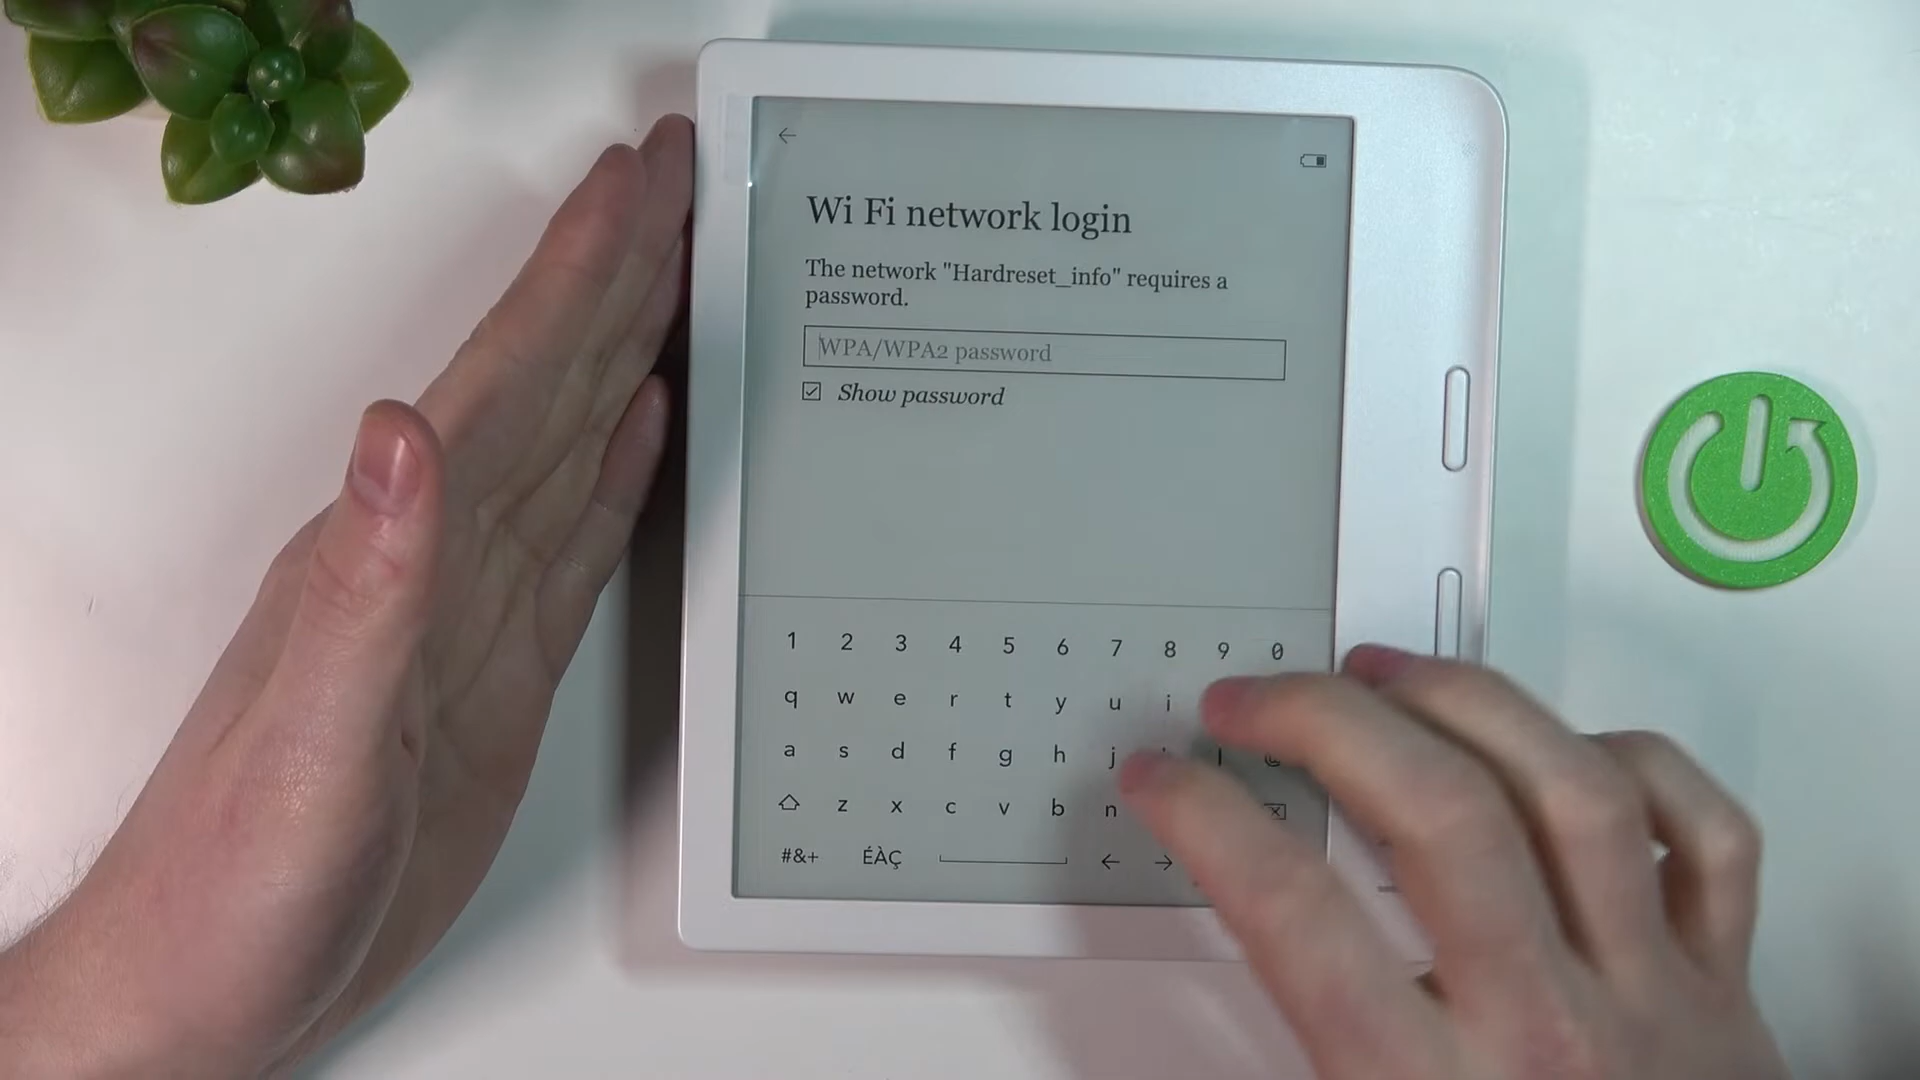 Wi Fi network login
The network "Hardreset_info" requires a
password.
WPA/WPA2 password
Show password
1 2 3 4 5 6 7 8 9 0
q w e r t y u i
a s d f g h j l @
z x c v b n
#&+ ÉÀÇ ← →